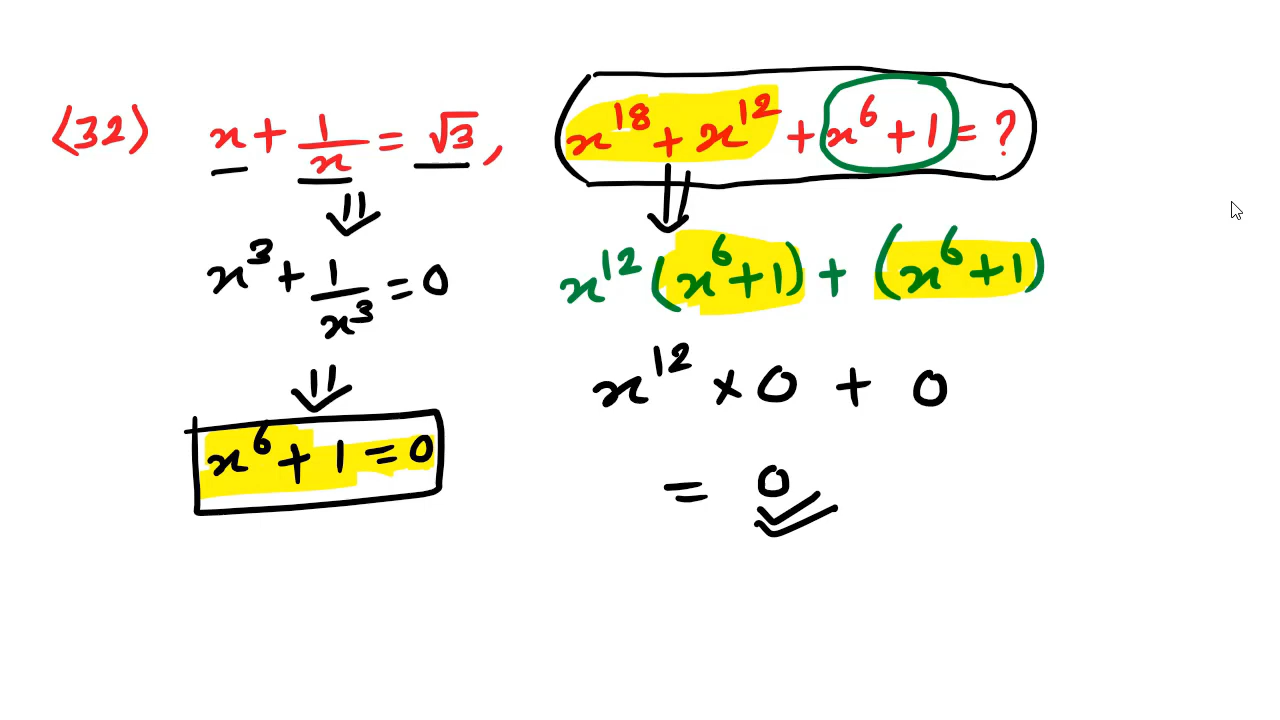 ⟨32⟩ x + 1/x = √3, x^18 + x^12 + x^6 + 1 = ?
x^3 + 1/x^3 = 0
x^12 (x^6 + 1) + (x^6 + 1)
x^12 × 0 + 0
x^6 + 1 = 0
= 0